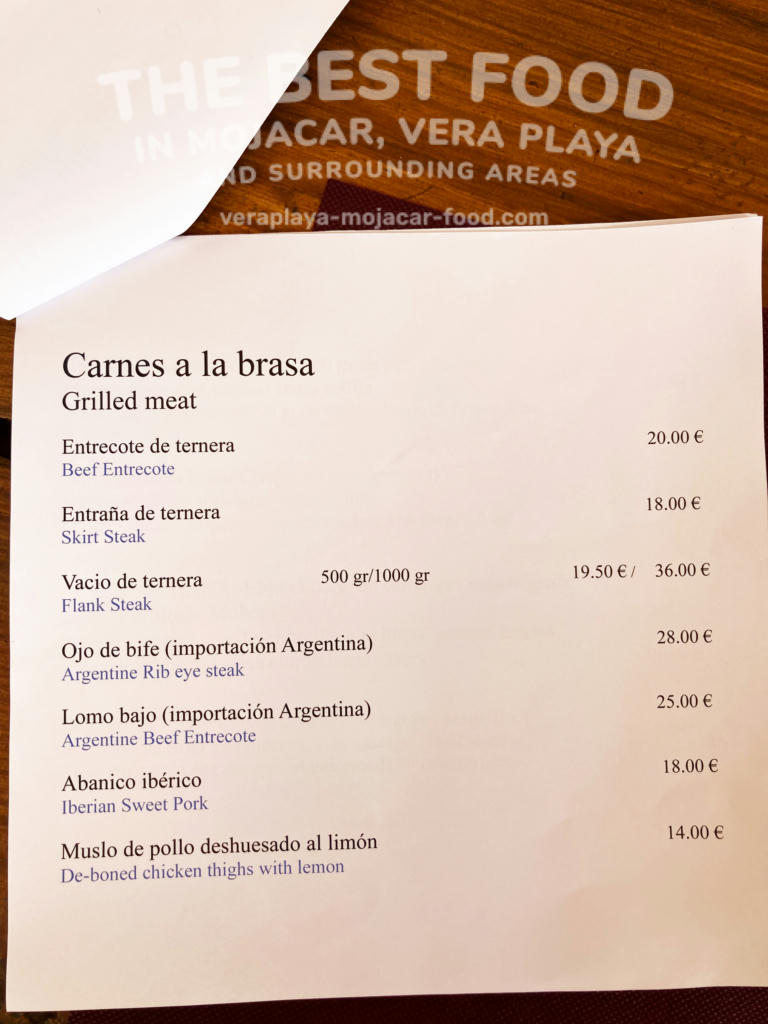 THE BEST FOOD
IN MOJACAR, VERA PLAYA
AND SURROUNDING AREAS
veraplaya-mojacar-food.com
Carnes a la brasa
Grilled meat
Entrecote de ternera 20.00 €
Beef Entrecote
Entraña de ternera 18.00 €
Skirt Steak
Vacio de ternera 500 gr/1000 gr 19.50 € / 36.00 €
Flank Steak
Ojo de bife (importación Argentina) 28.00 €
Argentine Rib eye steak
Lomo bajo (importación Argentina) 25.00 €
Argentine Beef Entrecote
Abanico ibérico 18.00 €
Iberian Sweet Pork
Muslo de pollo deshuesado al limón 14.00 €
De-boned chicken thighs with lemon